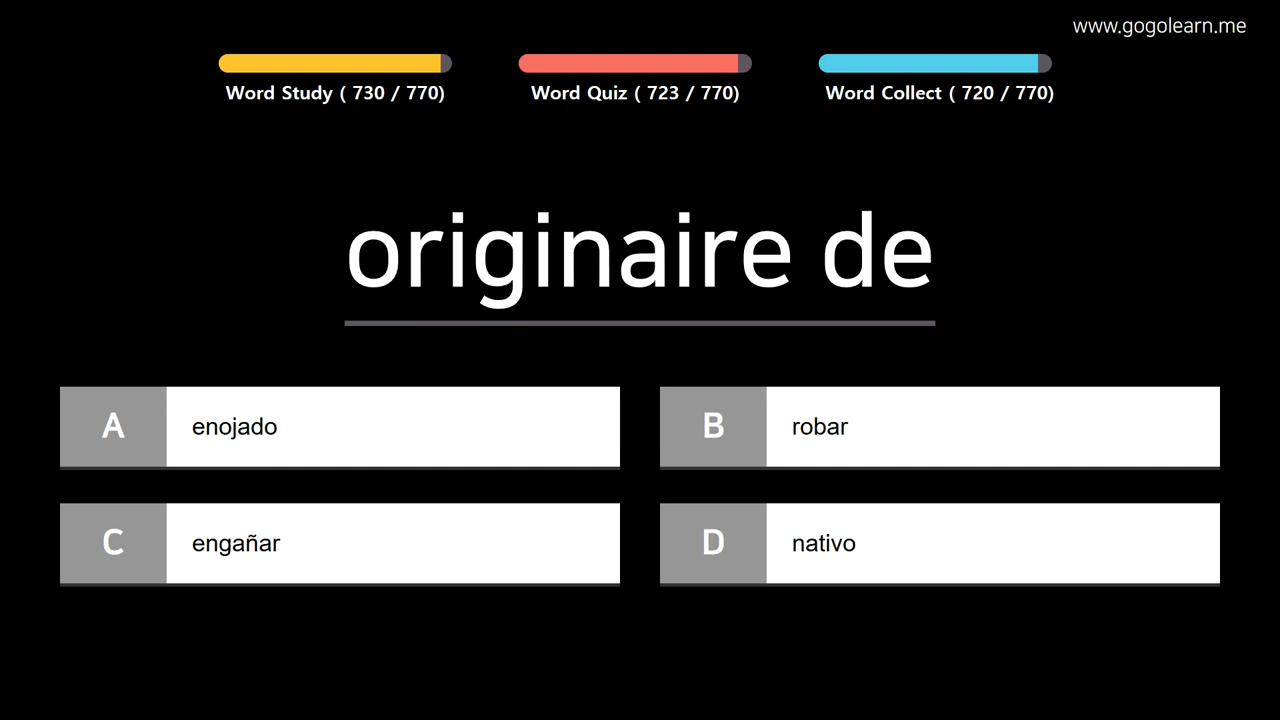 www.gogolearn.me
Word Study ( 730 / 770)
Word Quiz ( 723 / 770)
Word Collect ( 720 / 770)
originaire de
A enojado
B robar
C engañar
D nativo